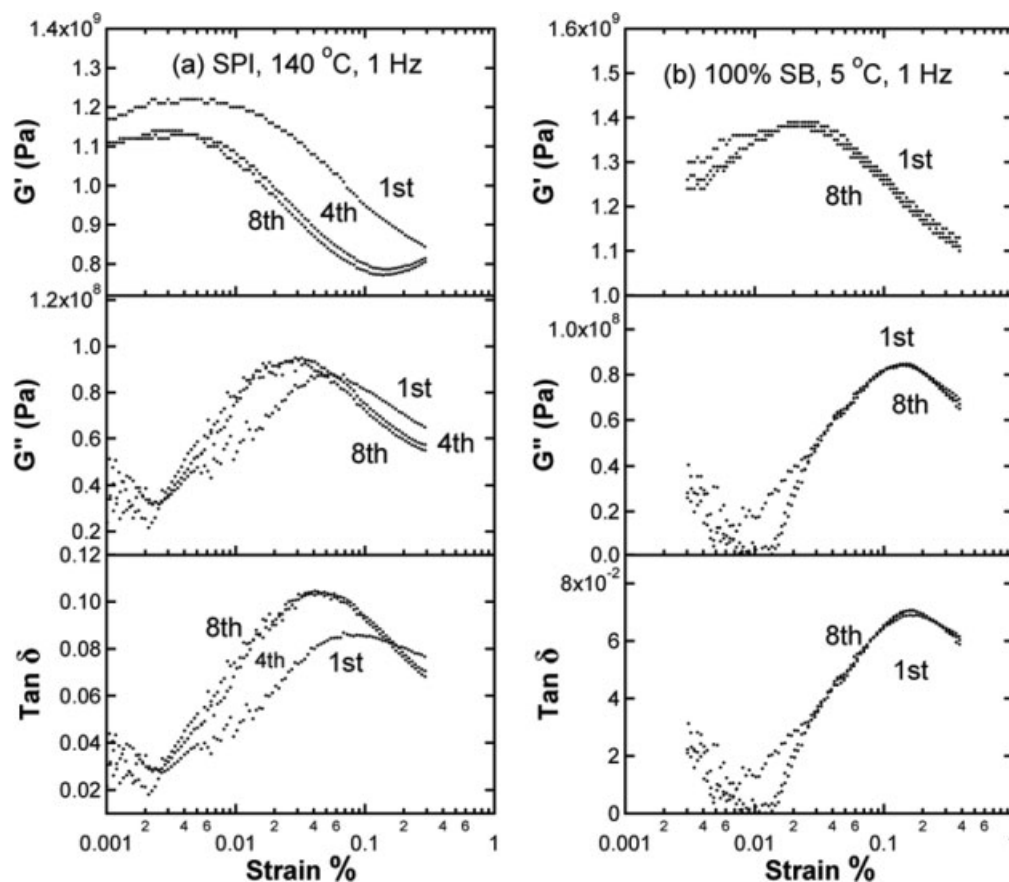 1.4x10⁹
1.3
1.2
1.1
1.0
0.9
0.8
G' (Pa)
(a) SPI, 140 °C, 1 Hz
1st
4th
8th
1.2x10⁸
1.0
0.8
0.6
0.4
0.2
G" (Pa)
1st
4th
8th
0.12
0.10
0.08
0.06
0.04
0.02
Tan δ
8th
4th
1st
0.001
2
4
6
0.01
2
4
6
0.1
2
4
6
1
Strain %
1.6x10⁹
1.5
1.4
1.3
1.2
1.1
1.0
G' (Pa)
(b) 100% SB, 5 °C, 1 Hz
1st
8th
1.0x10⁸
0.8
0.6
0.4
0.2
0.0
G" (Pa)
1st
8th
8x10⁻²
6
4
2
0
Tan δ
8th
1st
0.001
2
4
6
0.01
2
4
6
0.1
2
4
6
Strain %